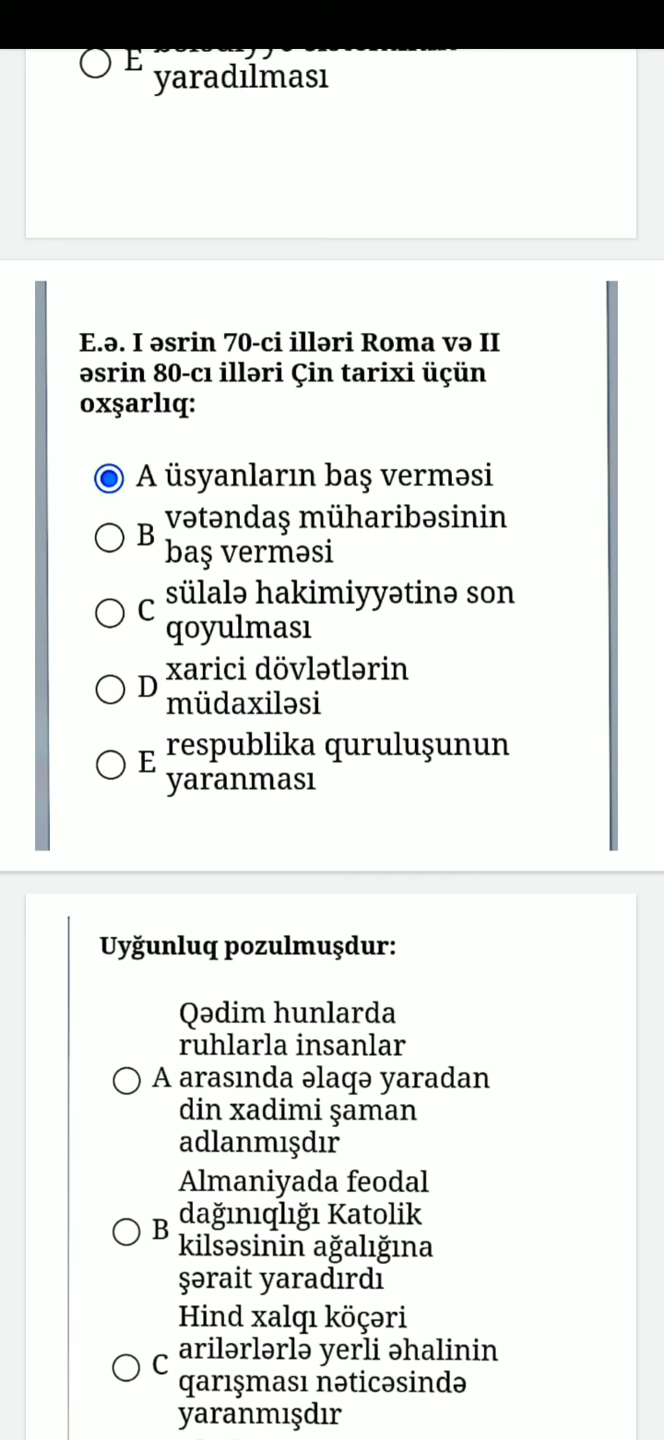 E
yaradılması
E.ə. I əsrin 70-ci illəri Roma və II
əsrin 80-cı illəri Çin tarixi üçün
oxşarlıq:
A üsyanların baş verməsi
B vətəndaş müharibəsinin
baş verməsi
C sülalə hakimiyyətinə son
qoyulması
D xarici dövlətlərin
müdaxiləsi
E respublika quruluşunun
yaranması
Uyğunluq pozulmuşdur:
Qədim hunlarda
ruhlarla insanlar
A arasında əlaqə yaradan
din xadimi şaman
adlanmışdır
Almaniyada feodal
B dağınıqlığı Katolik
kilsəsinin ağalığına
şərait yaradırdı
Hind xalqı köçəri
C arilərlərlə yerli əhalinin
qarışması nəticəsində
yaranmışdır